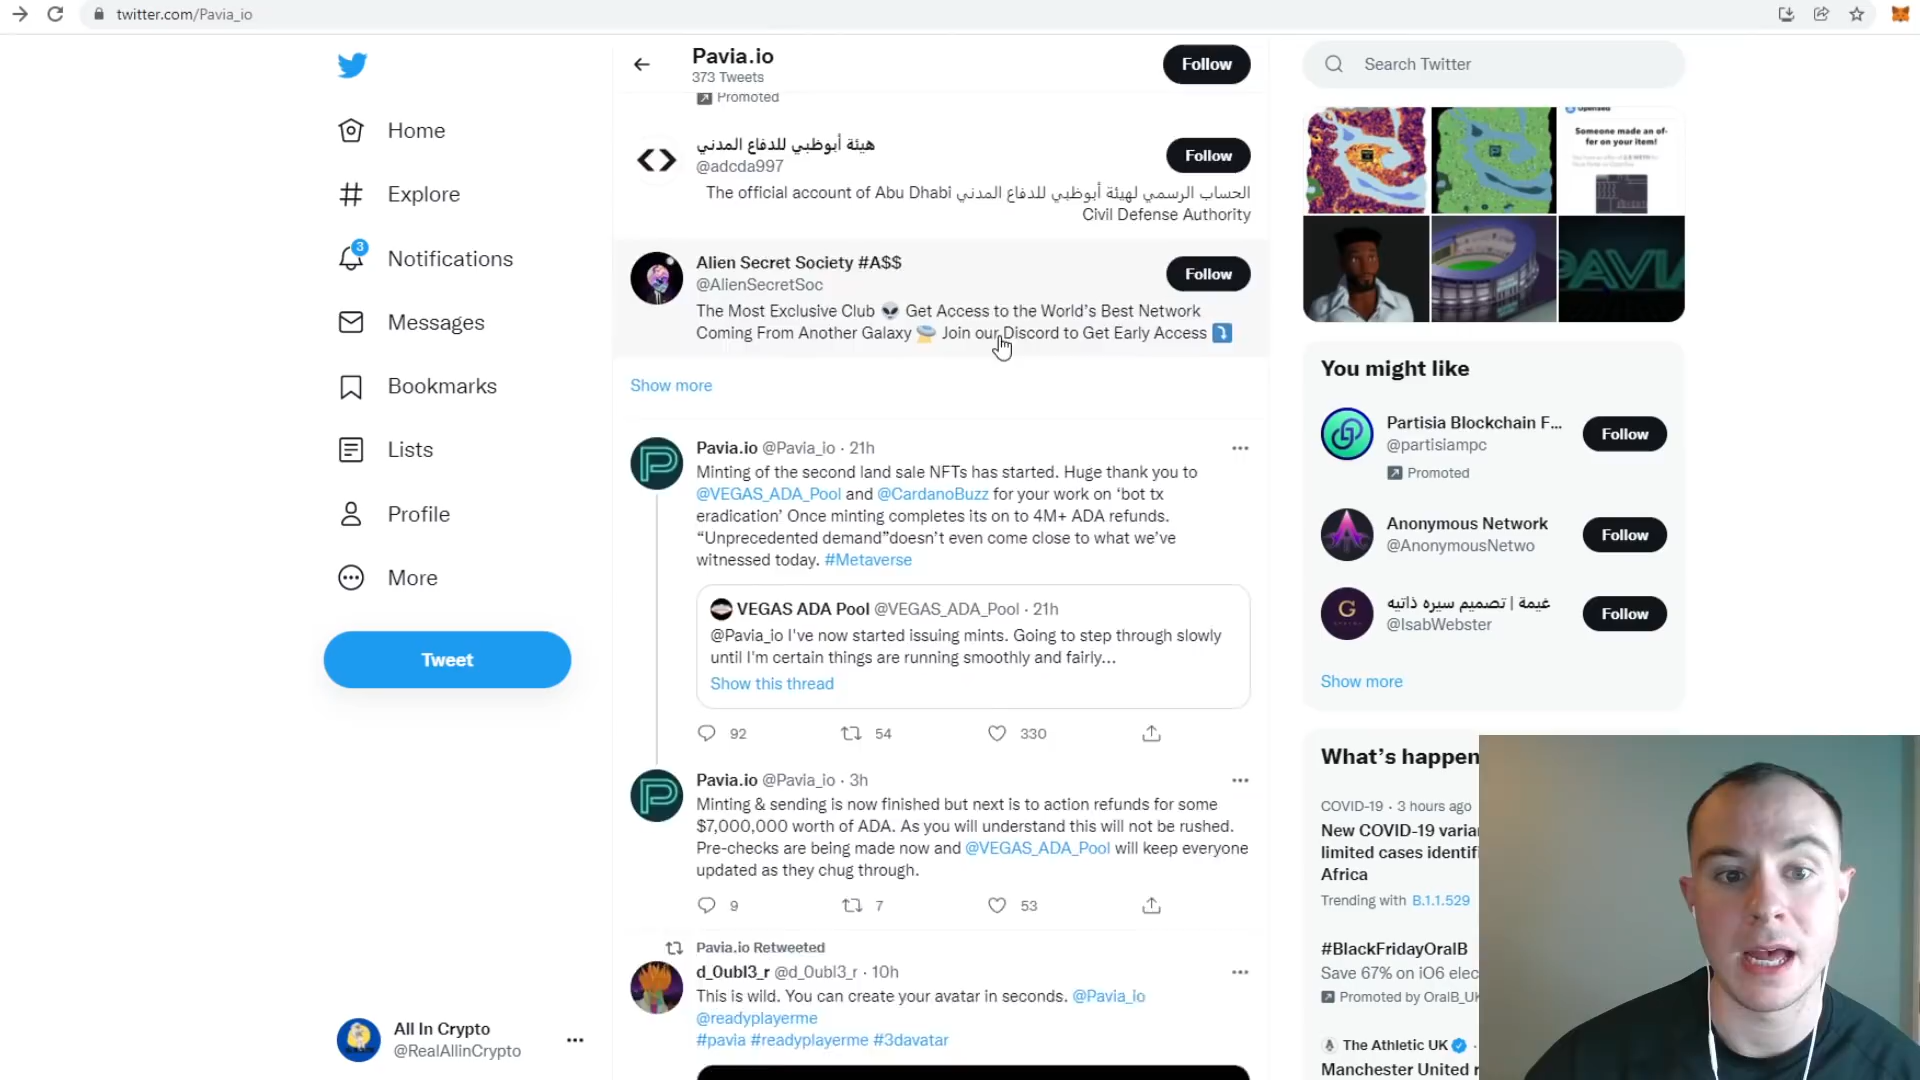 twitter.com/Pavia_io
Home
Explore
3
Notifications
Messages
Bookmarks
Lists
Profile
More
Tweet
All In Crypto
@RealAllinCrypto
Pavia.io
373 Tweets
Follow
Promoted
هيئة أبوظبي للدفاع المدني
@adcda997
Follow
الحساب الرسمي لهيئة أبوظبي للدفاع المدني The official account of Abu Dhabi
Civil Defense Authority
Alien Secret Society #A$$
@AlienSecretSoc
Follow
The Most Exclusive Club 👽 Get Access to the World's Best Network
Coming From Another Galaxy 🛸 Join our Discord to Get Early Access ⤵️
Show more
Pavia.io @Pavia_io · 21h
Minting of the second land sale NFTs has started. Huge thank you to
@VEGAS_ADA_Pool and @CardanoBuzz for your work on ‘bot tx
eradication’ Once minting completes its on to 4M+ ADA refunds.
“Unprecedented demand”doesn’t even come close to what we’ve
witnessed today. #Metaverse
VEGAS ADA Pool @VEGAS_ADA_Pool · 21h
@Pavia_io I've now started issuing mints. Going to step through slowly
until I'm certain things are running smoothly and fairly...
Show this thread
92 54 330
Pavia.io @Pavia_io · 3h
Minting & sending is now finished but next is to action refunds for some
$7,000,000 worth of ADA. As you will understand this will not be rushed.
Pre-checks are being made now and @VEGAS_ADA_Pool will keep everyone
updated as they chug through.
9 7 53
Pavia.io Retweeted
d_0ubl3_r @d_0ubl3_r · 10h
This is wild. You can create your avatar in seconds. @Pavia_io
@readyplayerme
#pavia #readyplayerme #3davatar
Search Twitter
Someone made an of-
fer on your item!
PAVIA
You might like
Partisia Blockchain F...
@partisiampc
Follow
Promoted
Anonymous Network
@AnonymousNetwo
Follow
غيمة | تصميم سيره ذاتيه
@IsabWebster
Follow
Show more
What’s happen
COVID-19 · 3 hours ago
New COVID-19 varia
limited cases identifi
Africa
Trending with B.1.1.529
#BlackFridayOralB
Save 67% on iO6 elec
Promoted by OralB_UK
The Athletic UK ·
Manchester United r